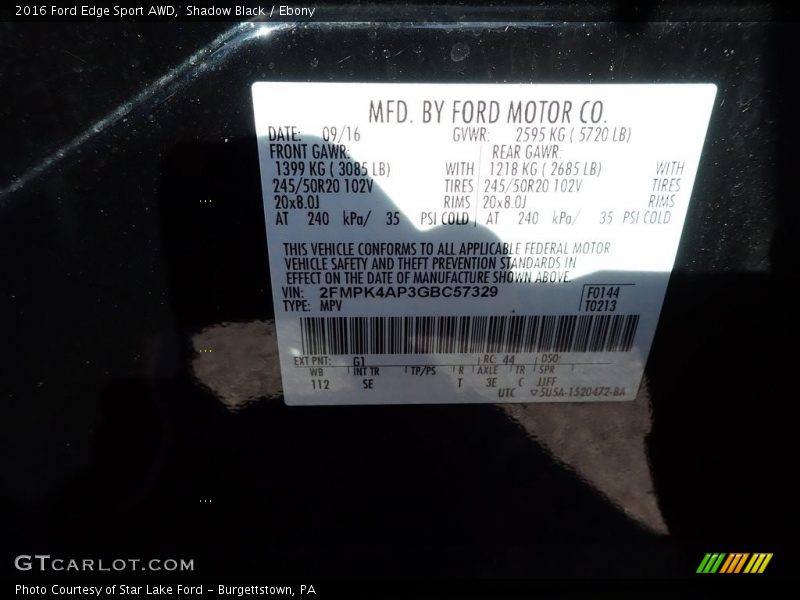 2016 Ford Edge Sport AWD, Shadow Black / Ebony
MFD. BY FORD MOTOR CO.
DATE: 09/16 GVWR: 2595 KG ( 5720 LB)
FRONT GAWR: REAR GAWR:
1399 KG ( 3085 LB) WITH 1218 KG ( 2685 LB) WITH
245/50R20 102V TIRES 245/50R20 102V TIRES
20x8.0J RIMS 20x8.0J RIMS
AT 240 kPa/ 35 PSI COLD AT 240 kPa/ 35 PSI COLD
THIS VEHICLE CONFORMS TO ALL APPLICABLE FEDERAL MOTOR
VEHICLE SAFETY AND THEFT PREVENTION STANDARDS IN
EFFECT ON THE DATE OF MANUFACTURE SHOWN ABOVE.
VIN: 2FMPK4AP3GBC57329 F0144
TYPE: MPV T0213
EXT PNT: G1 RC: 44 DSO:
WB INT TR TP/PS R AXLE TR SPR
112 SE T 3E C JJFF
UTC ▽5U5A-1520472-BA
GTCARLOT.COM
Photo Courtesy of Star Lake Ford - Burgettstown, PA